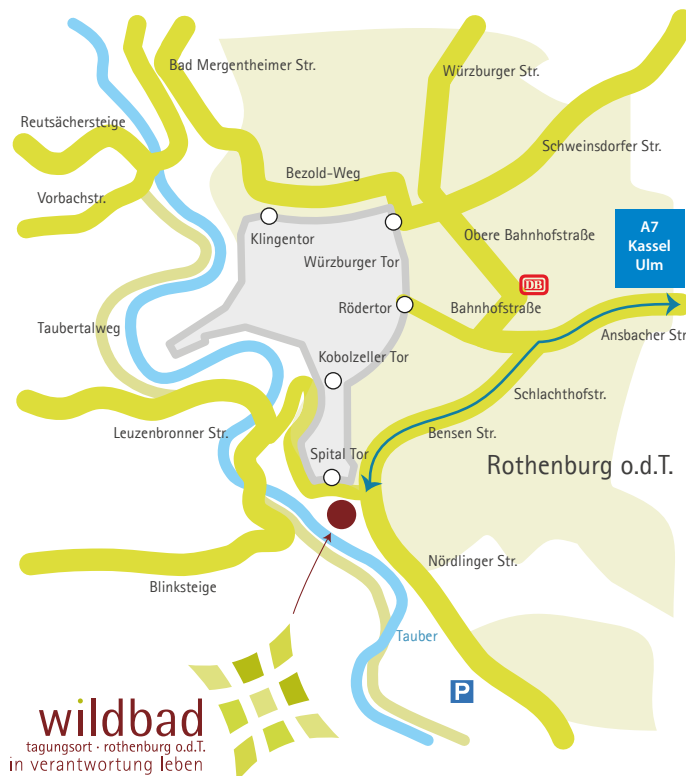 Bad Mergentheimer Str.
Würzburger Str.
Reutsächersteige
Schweinsdorfer Str.
Bezold-Weg
Vorbachstr.
A7
Kassel
Ulm
Klingentor
Obere Bahnhofstraße
Würzburger Tor
DB
Rödertor
Bahnhofstraße
Taubertalweg
Ansbacher Str
Kobolzeller Tor
Schlachthofstr.
Leuzenbronner Str.
Bensen Str.
Spital Tor
Rothenburg o.d.T.
Nördlinger Str.
Blinksteige
Tauber
P
wildbad
tagungsort · rothenburg o.d.T.
in verantwortung leben